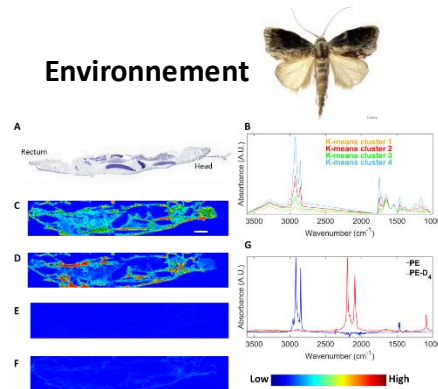 Environnement
A
Rectum
Head
B
K-means cluster 1
K-means cluster 2
K-means cluster 3
K-means cluster 4
Absorbance (A.U.)
3500 3000 2500 2000 1500 1000
Wavenumber (cm⁻¹)
C
D
E
F
G
PE
PE-D₄
Absorbance (A.U.)
3500 3000 2500 2000 1500 1000
Wavenumber (cm⁻¹)
Low
High